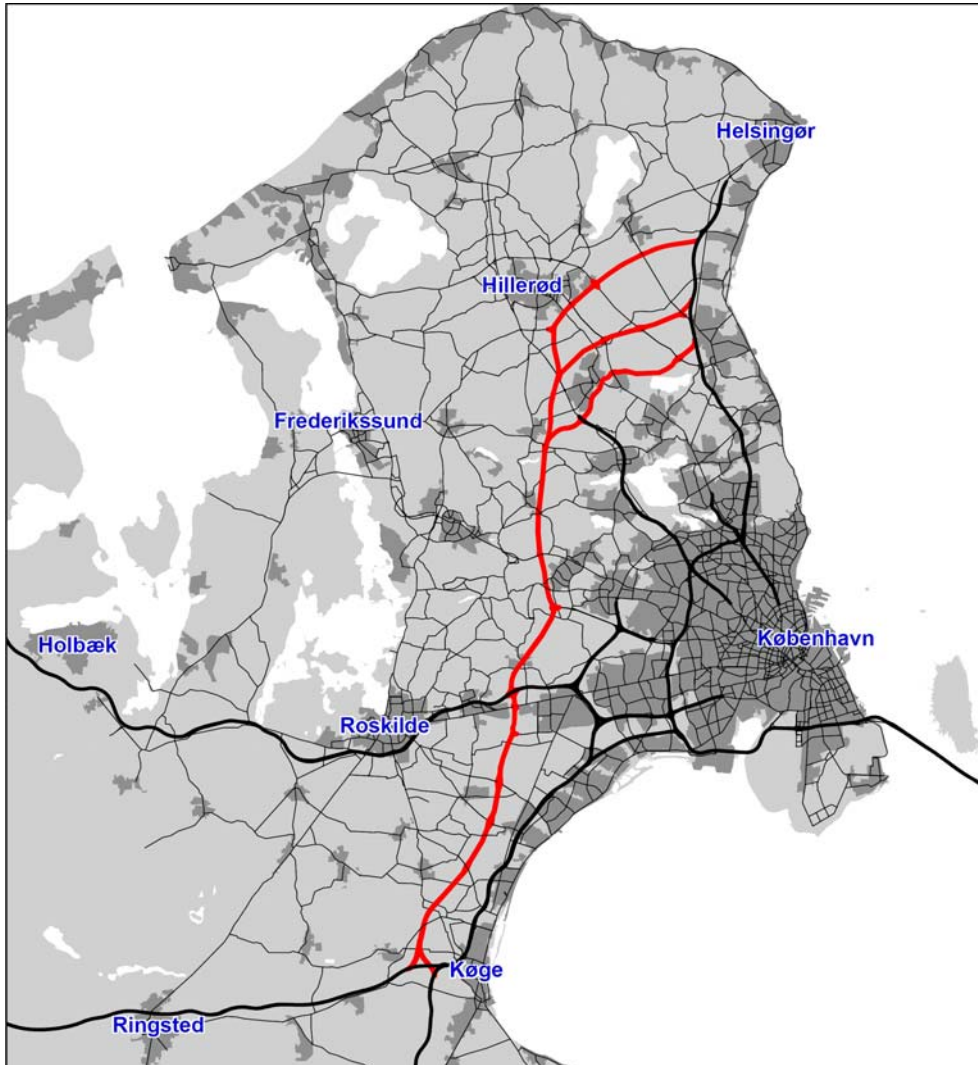 Helsingør
Hillerød
Frederikssund
Holbæk
København
Roskilde
Køge
Ringsted